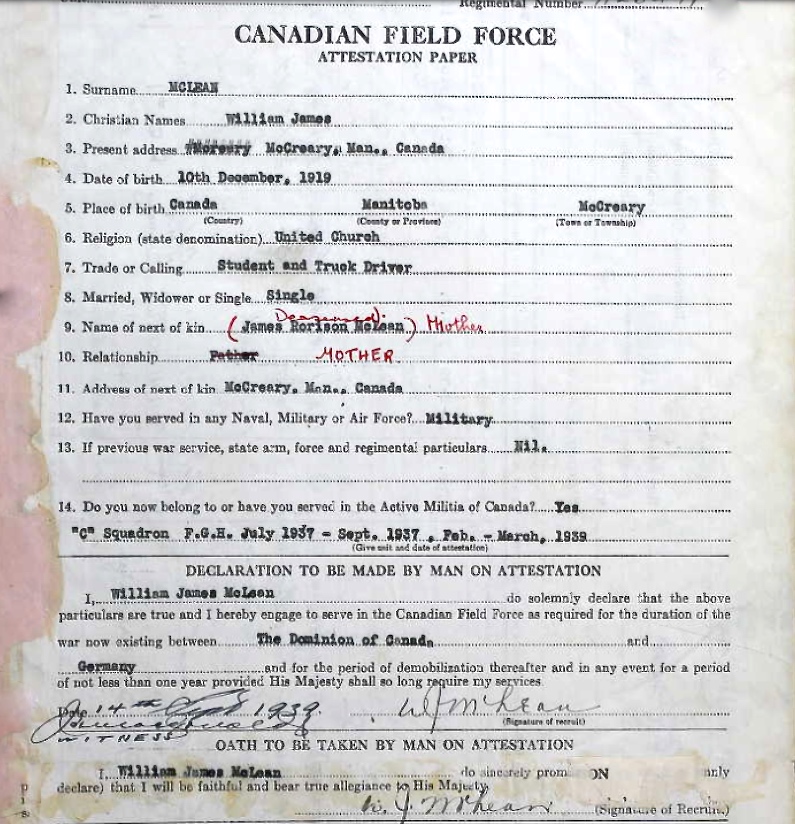 Regimental Number
CANADIAN FIELD FORCE
ATTESTATION PAPER
1. Surname MCLEAN
2. Christian Names William James
3. Present address McCreary, Man., Canada
4. Date of birth 10th December, 1919
5. Place of birth Canada Manitoba McCreary
(Country) (County or Province) (Town or Township)
6. Religion (state denomination) United Church
7. Trade or Calling Student and Truck Driver
8. Married, Widower or Single Single
Deceased
9. Name of next of kin (James Rorison McLean) Mother
10. Relationship Father MOTHER
11. Address of next of kin McCreary, Man., Canada
12. Have you served in any Naval, Military or Air Force? Military
13. If previous war service, state arm, force and regimental particulars Nil.
14. Do you now belong to or have you served in the Active Militia of Canada? Yes
"C" Squadron F.G.H. July 1937 - Sept. 1937, Feb. - March, 1939
(Give unit and date of attestation)
DECLARATION TO BE MADE BY MAN ON ATTESTATION
I, William James McLean do solemnly declare that the above
particulars are true and I hereby engage to serve in the Canadian Field Force as required for the duration of the
war now existing between The Dominion of Canada and
Germany and for the period of demobilization thereafter and in any event for a period
of not less than one year provided His Majesty shall so long require my services.
Date 14th Sept 1939. W J McLean
(Signature of recruit)
WITNESS
OATH TO BE TAKEN BY MAN ON ATTESTATION
I, William James McLean do sincerely prom ON
declare) that I will be faithful and bear true allegiance to His Majesty.
W. J. McLean (Signature of Recruit)